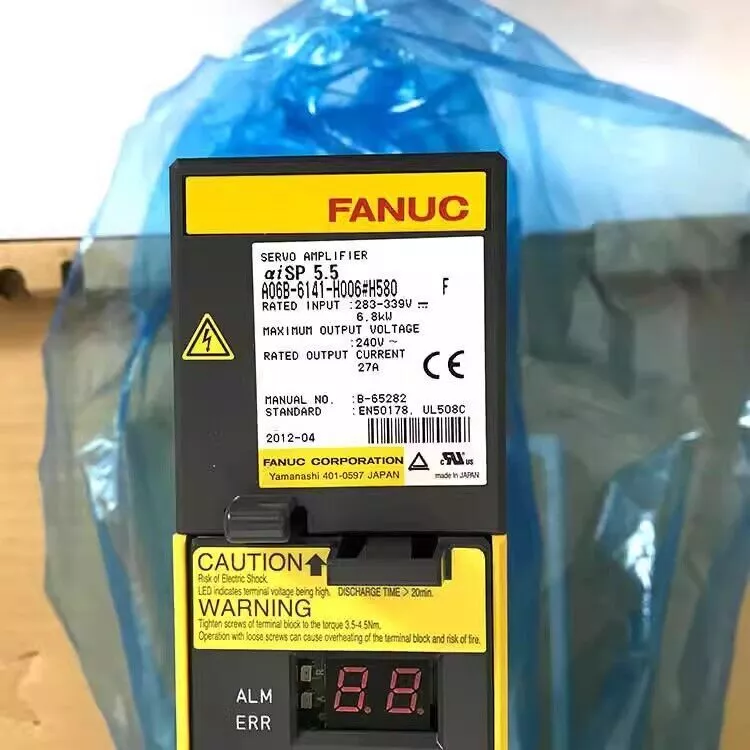 FANUC
SERVO AMPLIFIER
αiSP 5.5
A06B-6141-H006#H580 F
RATED INPUT :283-339V ⎓
6.8kW
MAXIMUM OUTPUT VOLTAGE
:240V ~
RATED OUTPUT CURRENT
27A
CE
MANUAL NO. :B-65282
STANDARD :EN50178, UL508C
2012-04
FANUC CORPORATION
Yamanashi 401-0597 JAPAN
c RU us
made in JAPAN
CAUTION
Risk of Electric Shock.
LED indicates terminal voltage being high. DISCHARGE TIME > 20min.
WARNING
Tighten screws of terminal block to the torque 3.5-4.5Nm.
Operation with loose screws can cause overheating of the terminal block and risk of fire.
ALM
ERR
8.8.